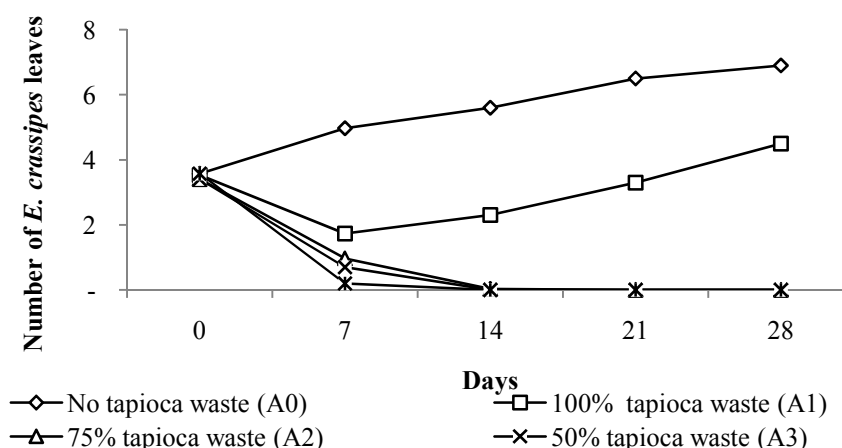 8
6
4
2
-
Number of E. crassipes leaves
0 7 14 21 28
Days
No tapioca waste (A0) 100% tapioca waste (A1)
75% tapioca waste (A2) 50% tapioca waste (A3)